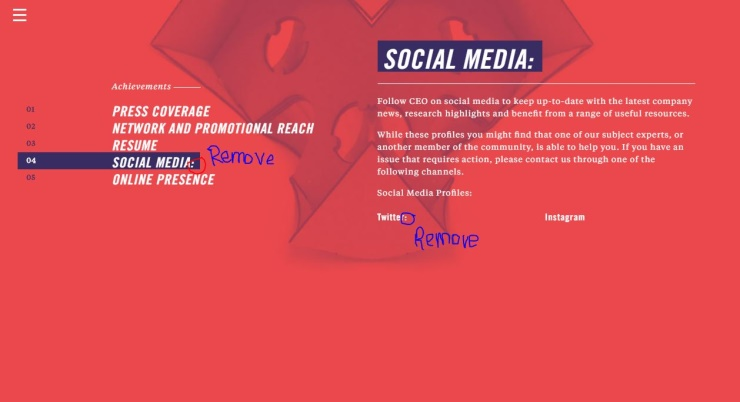 SOCIAL MEDIA:
Achievements
01 PRESS COVERAGE
02 NETWORK AND PROMOTIONAL REACH
03 RESUME
04 SOCIAL MEDIA: Remove
05 ONLINE PRESENCE
Follow CEO on social media to keep up-to-date with the latest company
news, research highlights and benefit from a range of useful resources.
While these profiles you might find that one of our subject experts, or
another member of the community, is able to help you. If you have an
issue that requires action, please contact us through one of the
following channels.
Social Media Profiles:
Twitter: Instagram
Remove